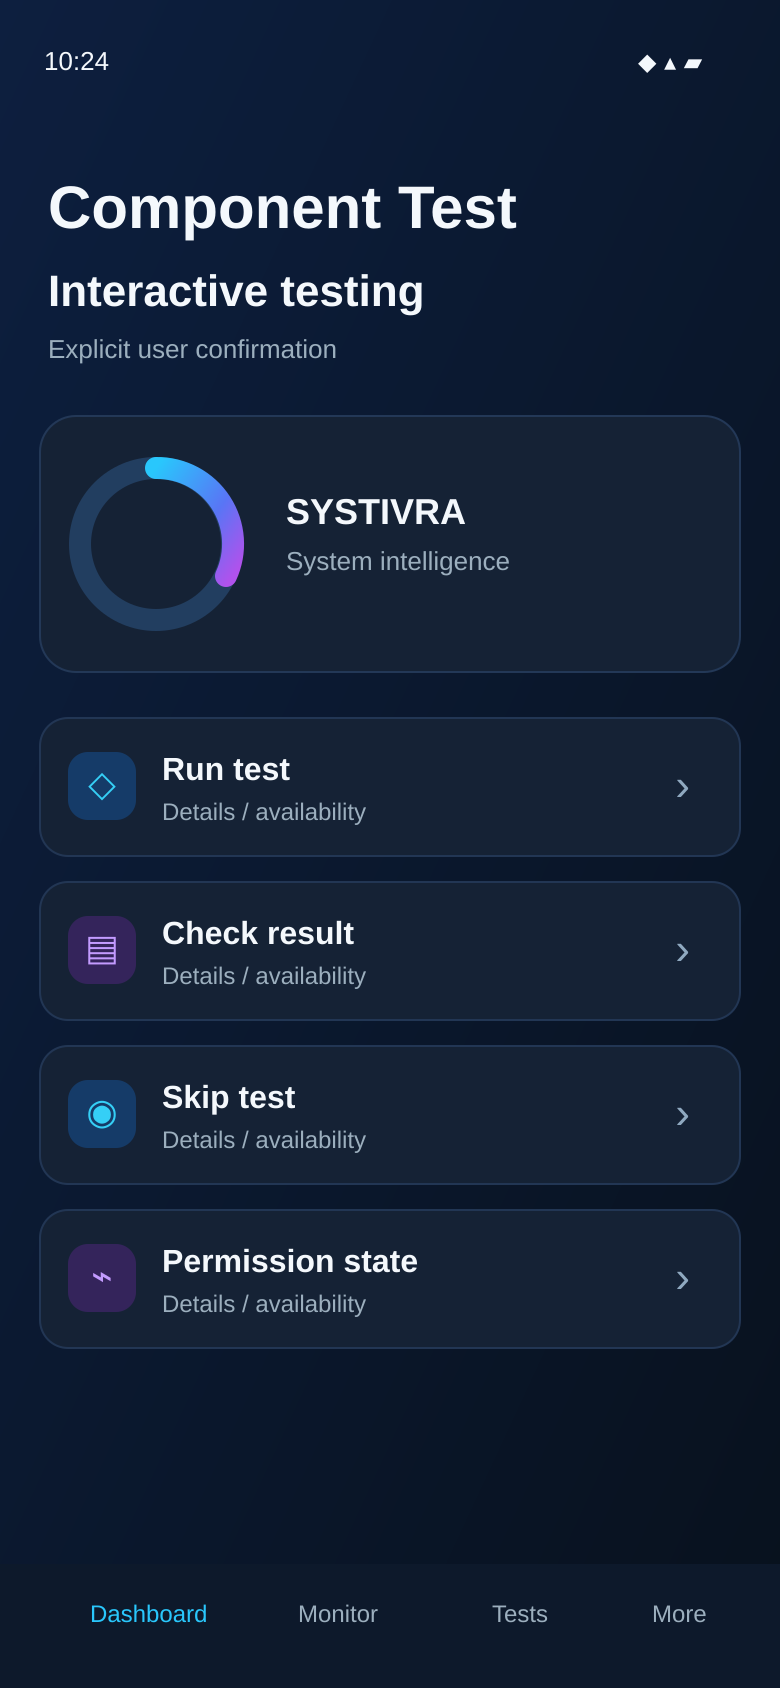 10:24
Component Test
Interactive testing
Explicit user confirmation
SYSTIVRA
System intelligence
Run test
Details / availability
Check result
Details / availability
Skip test
Details / availability
Permission state
Details / availability
Dashboard Monitor Tests More